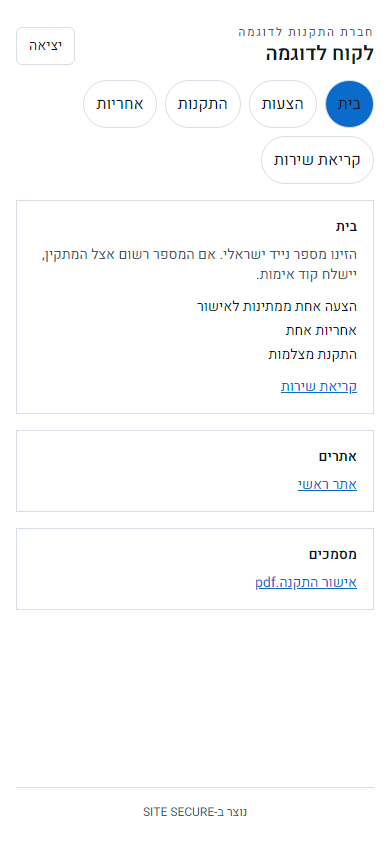 חברת התקנות לדוגמה
לקוח לדוגמה
יציאה
בית
הצעות
התקנות
אחריות
קריאת שירות
בית
הזינו מספר נייד ישראלי. אם המספר רשום אצל המתקין,
יישלח קוד אימות.
הצעה אחת ממתינות לאישור
אחריות אחת
התקנת מצלמות
קריאת שירות
אתרים
אתר ראשי
מסמכים
אישור התקנה.pdf
נוצר ב-SITE SECURE